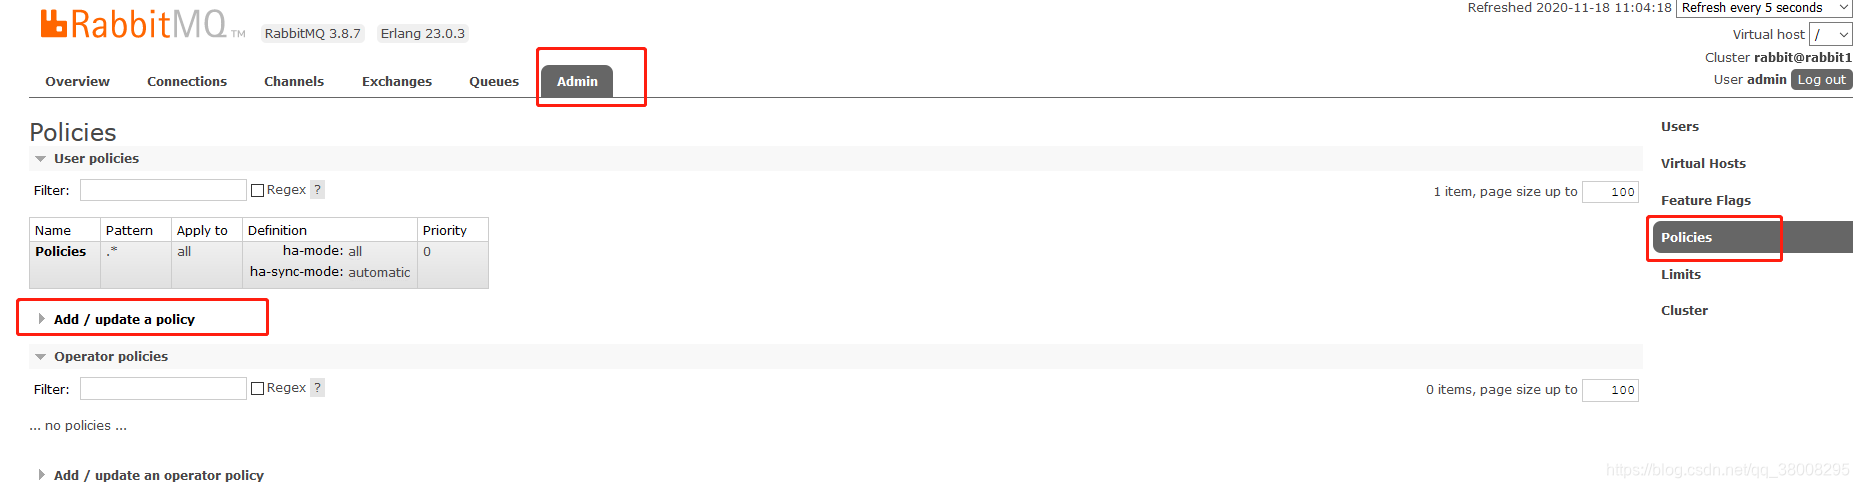 Refreshed 2020-11-18 11:04:18 Refresh every 5 seconds
RabbitMQ TM RabbitMQ 3.8.7 Erlang 23.0.3
Virtual host /
Cluster rabbit@rabbit1
User admin Log out
Overview Connections Channels Exchanges Queues Admin
Policies
User policies
Filter: Regex ?
1 item, page size up to 100
Name Pattern Apply to Definition Priority
Policies .* all ha-mode: all 0
ha-sync-mode: automatic
Add / update a policy
Operator policies
Filter: Regex ?
0 items, page size up to 100
... no policies ...
Add / update an operator policy
Users
Virtual Hosts
Feature Flags
Policies
Limits
Cluster
https://blog.csdn.net/qq_38008295